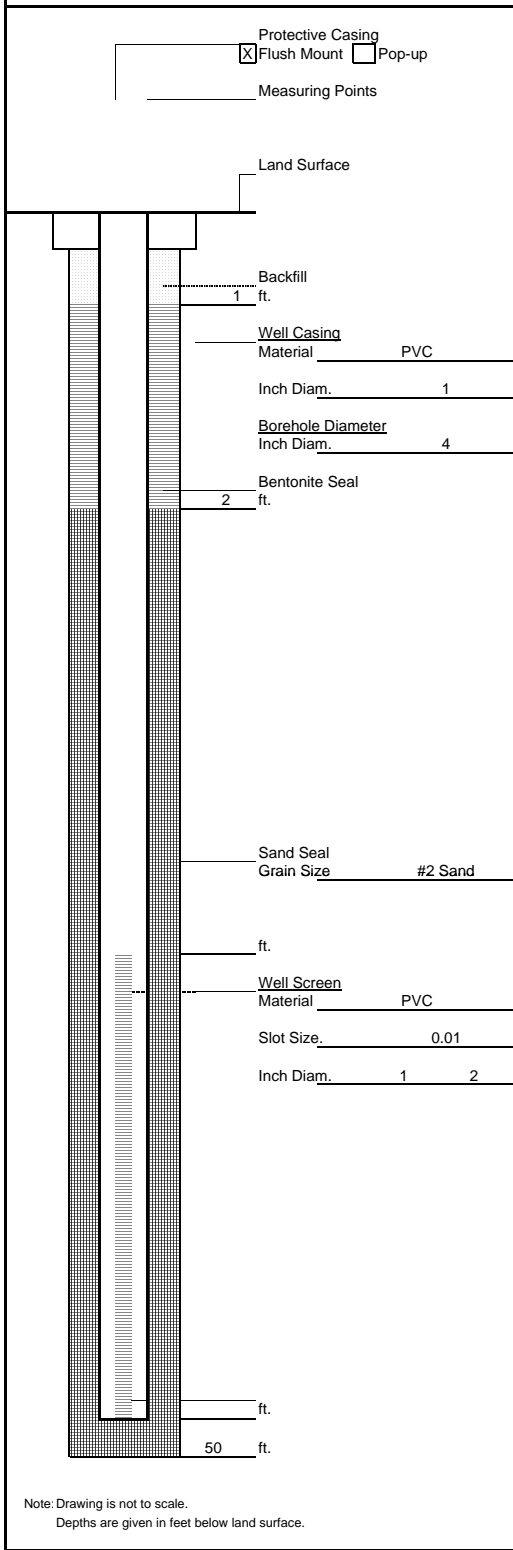 Protective Casing
X Flush Mount Pop-up
Measuring Points
Land Surface
Backfill
1 ft.
Well Casing
Material PVC
Inch Diam. 1
Borehole Diameter
Inch Diam. 4
Bentonite Seal
2 ft.
Sand Seal
Grain Size #2 Sand
ft.
Well Screen
Material PVC
Slot Size. 0.01
Inch Diam. 1 2
ft.
50 ft.
Note: Drawing is not to scale.
Depths are given in feet below land surface.